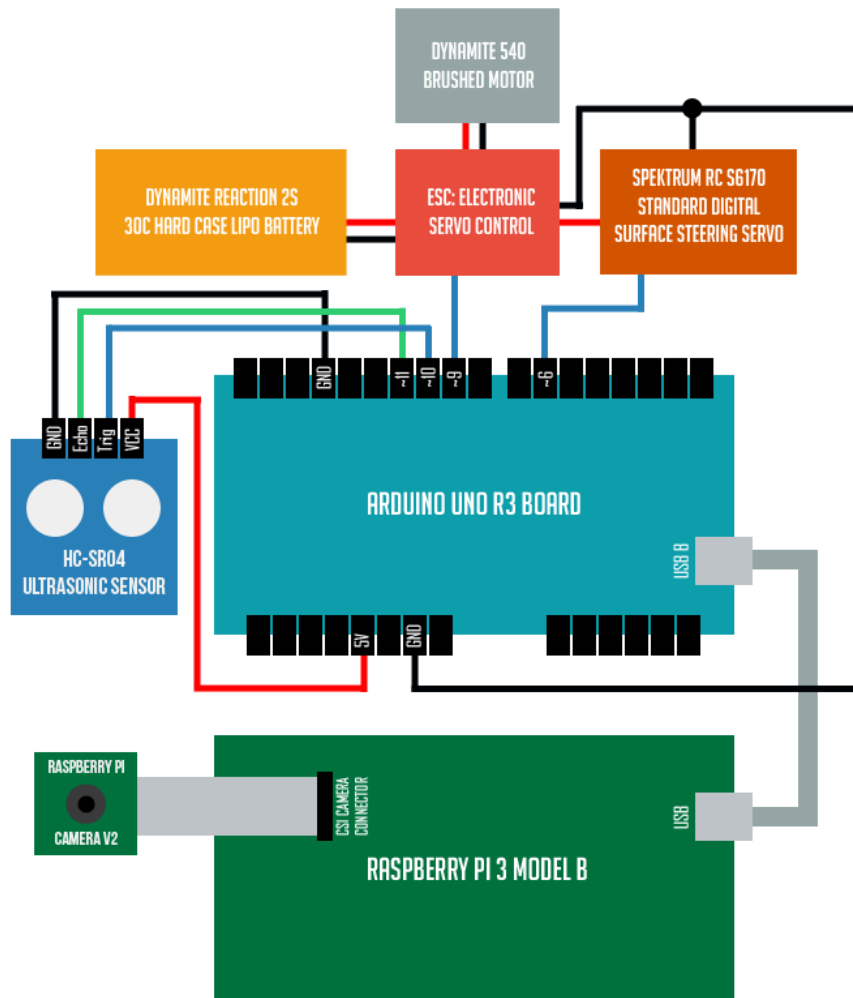 DYNAMITE 540
BRUSHED MOTOR
DYNAMITE REACTION 2S
30C HARD CASE LIPO BATTERY
ESC: ELECTRONIC
SERVO CONTROL
SPEKTRUM RC S6170
STANDARD DIGITAL
SURFACE STEERING SERVO
GND
~11
~10
~9
~6
GND
Echo
Trig
VCC
ARDUINO UNO R3 BOARD
HC-SR04
ULTRASONIC SENSOR
USB B
5V
GND
RASPBERRY PI
CAMERA V2
CSI CAMERA
CONNECTOR
USB
RASPBERRY PI 3 MODEL B